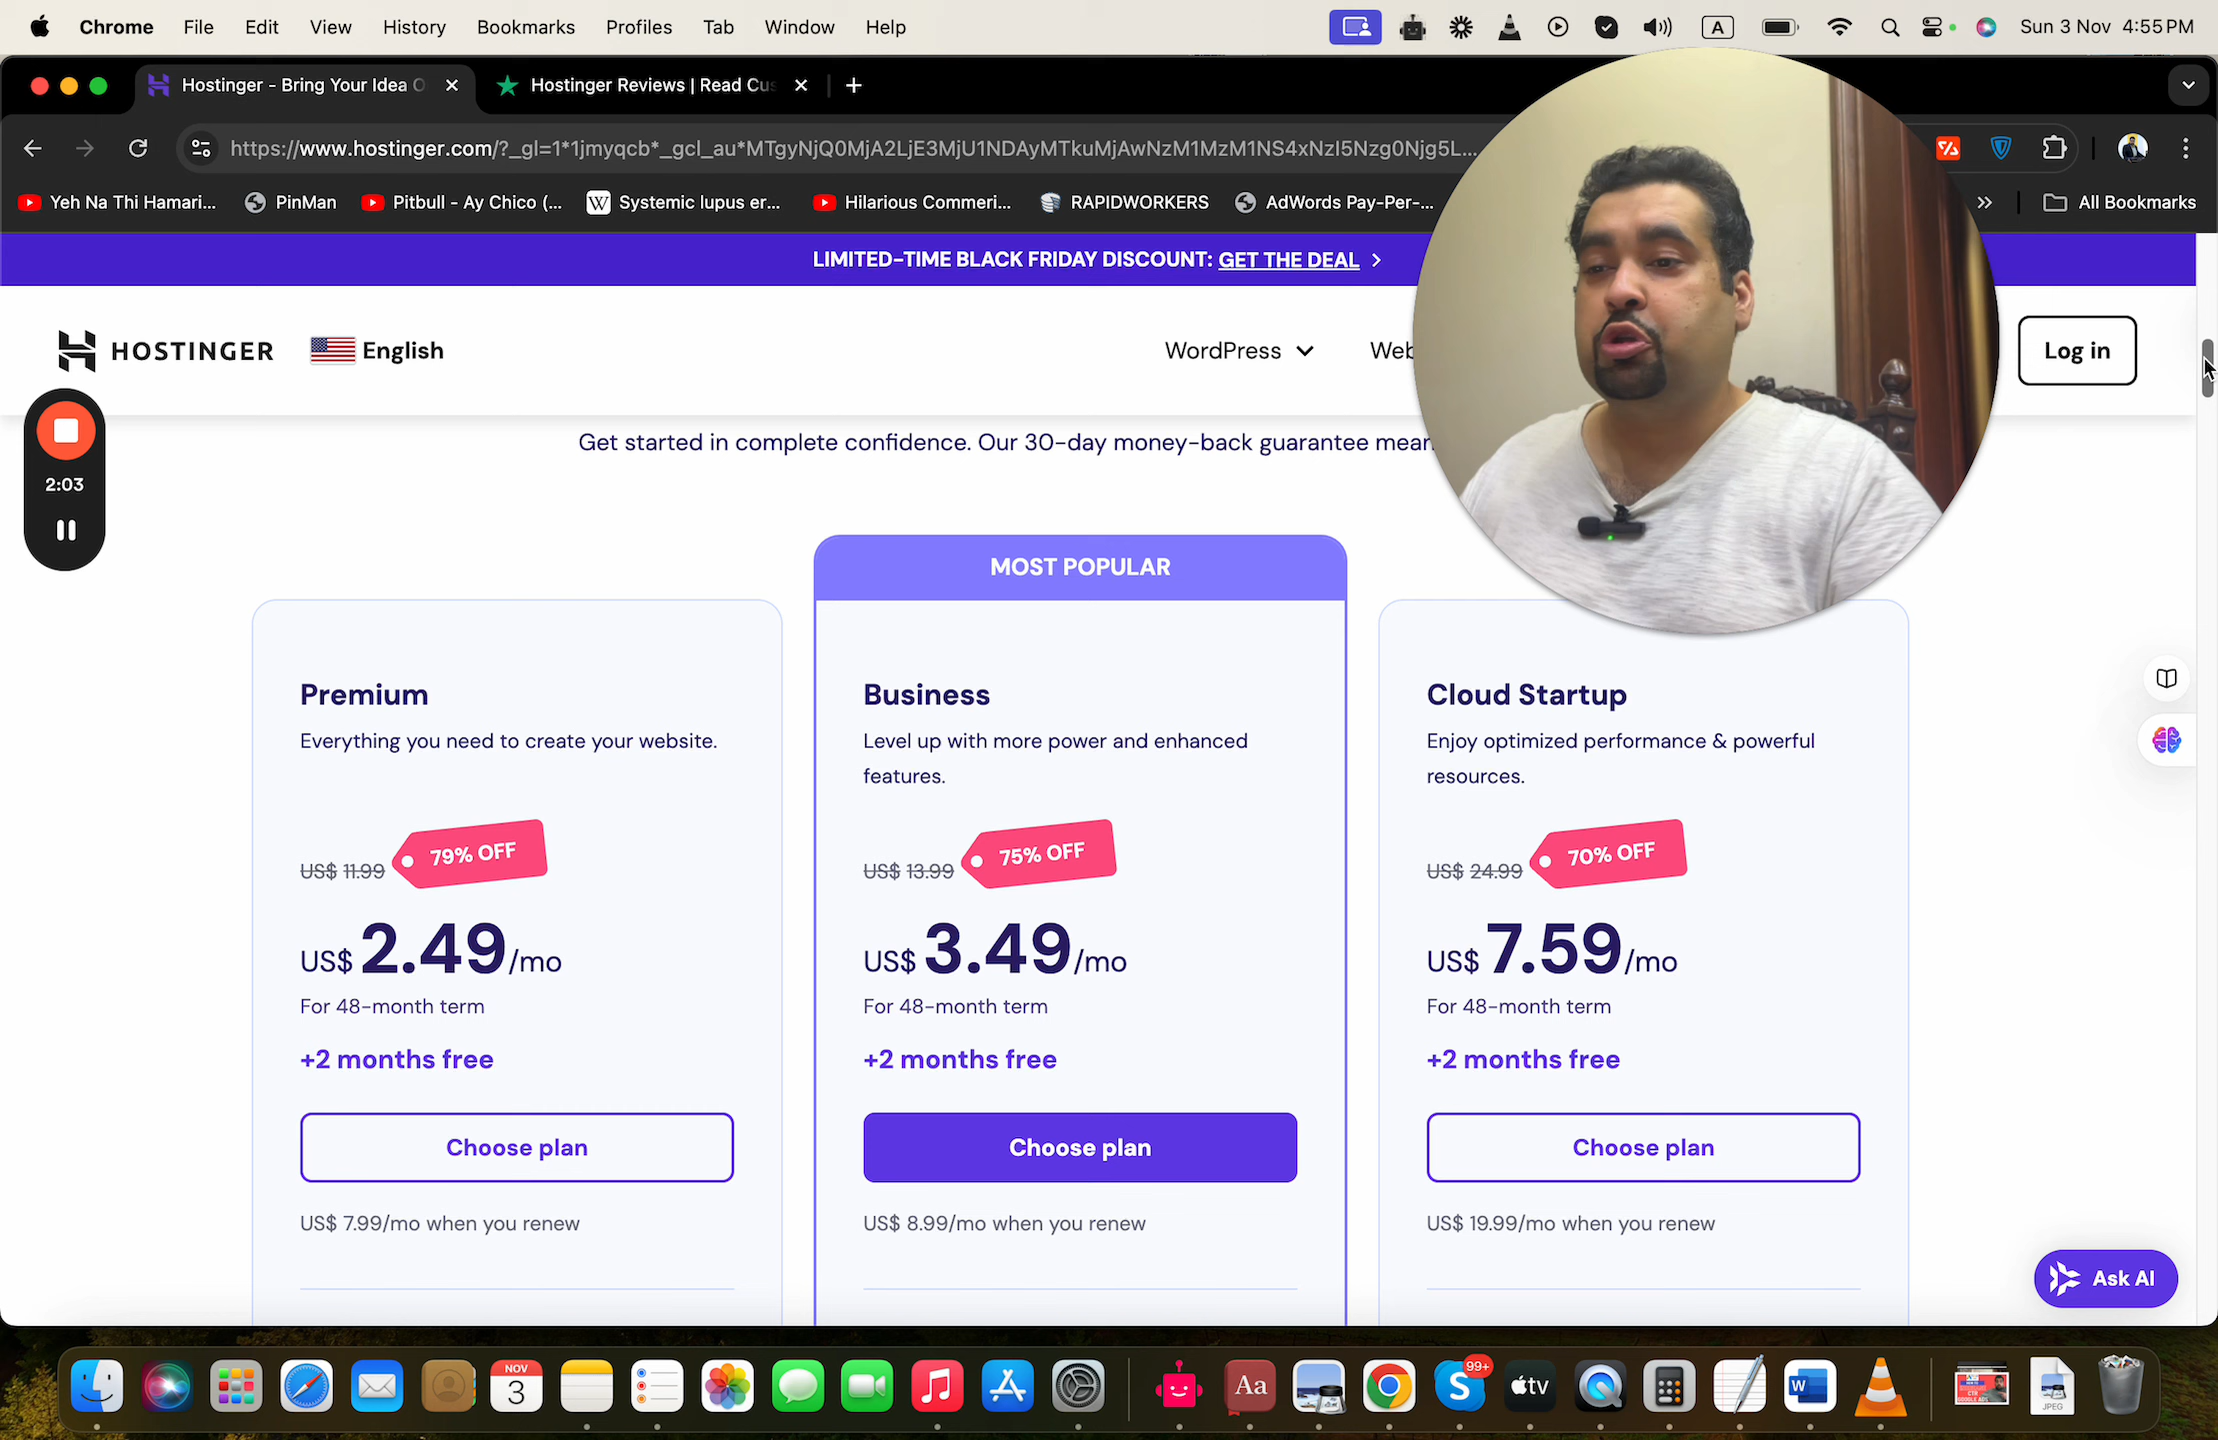 Chrome File Edit View History Bookmarks Profiles Tab Window Help A Sun 3 Nov 4:55 PM
Hostinger - Bring Your Idea O
Hostinger Reviews | Read Cus
https://www.hostinger.com/?_gl=1*1jmyqcb*_gcl_au*MTgyNjQ0MjA2LjE3MjU1NDAyMTkuMjAwNzM1MzM1NS4xNzI5Nzg0Njg5L...
Yeh Na Thi Hamari... PinMan Pitbull - Ay Chico (... W Systemic lupus er... Hilarious Commeri... RAPIDWORKERS AdWords Pay-Per-... » All Bookmarks
LIMITED-TIME BLACK FRIDAY DISCOUNT: GET THE DEAL
HOSTINGER English WordPress Web Log in
2:03
Get started in complete confidence. Our 30-day money-back guarantee mean
MOST POPULAR
Premium
Everything you need to create your website.
US$ 11.99 79% OFF
US$ 2.49/mo
For 48-month term
+2 months free
Choose plan
US$ 7.99/mo when you renew
Business
Level up with more power and enhanced
features.
US$ 13.99 75% OFF
US$ 3.49/mo
For 48-month term
+2 months free
Choose plan
US$ 8.99/mo when you renew
Cloud Startup
Enjoy optimized performance & powerful
resources.
US$ 24.99 70% OFF
US$ 7.59/mo
For 48-month term
+2 months free
Choose plan
US$ 19.99/mo when you renew
Ask AI
NOV
3
Aa
S
99+
tv
W
JPEG